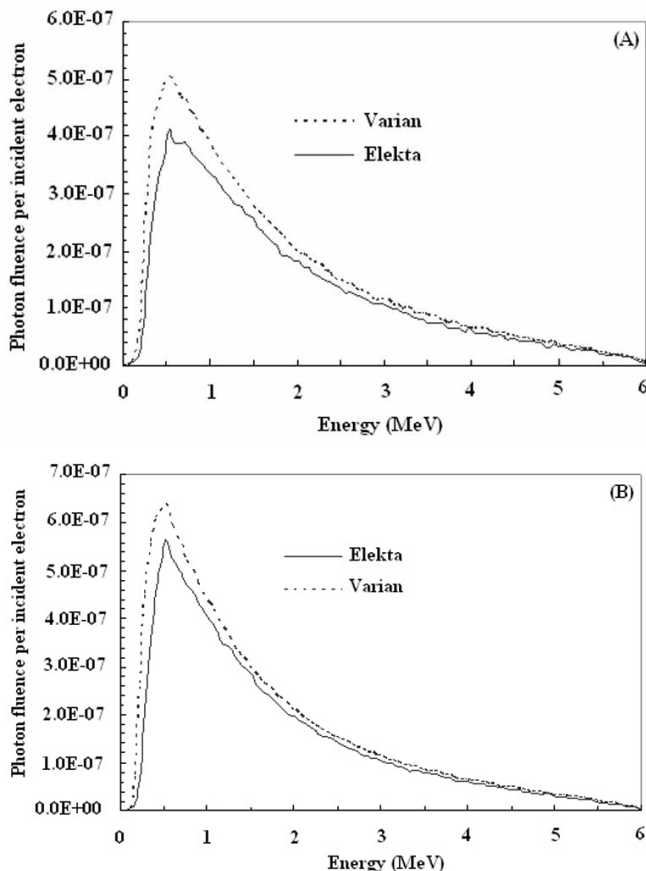 6.0E-07
(A)
5.0E-07
4.0E-07
3.0E-07
2.0E-07
1.0E-07
0.0E+00
Photon fluence per incident electron
Varian
Elekta
0 1 2 3 4 5 6
Energy (MeV)
7.0E-07
(B)
6.0E-07
5.0E-07
4.0E-07
3.0E-07
2.0E-07
1.0E-07
0.0E+00
Photon fluence per incident electron
Elekta
Varian
0 1 2 3 4 5 6
Energy (MeV)